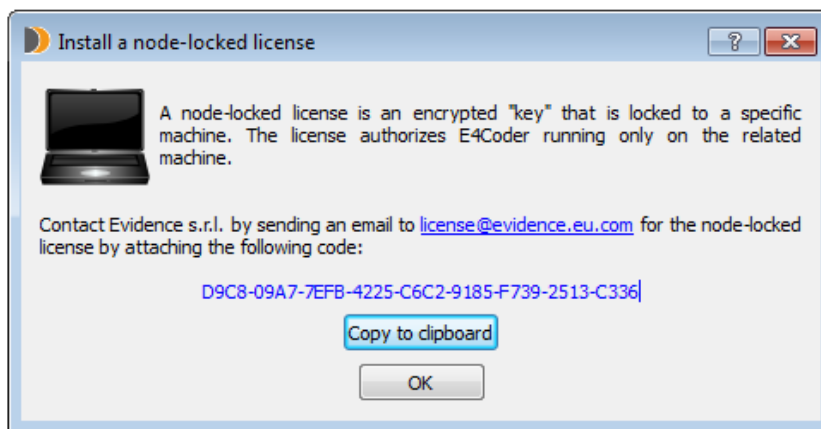 Install a node-locked license
?
A node-locked license is an encrypted "key" that is locked to a specific
machine. The license authorizes E4Coder running only on the related
machine.
Contact Evidence s.r.l. by sending an email to license@evidence.eu.com for the node-locked
license by attaching the following code:
D9C8-09A7-7EFB-4225-C6C2-9185-F739-2513-C336
Copy to clipboard
OK